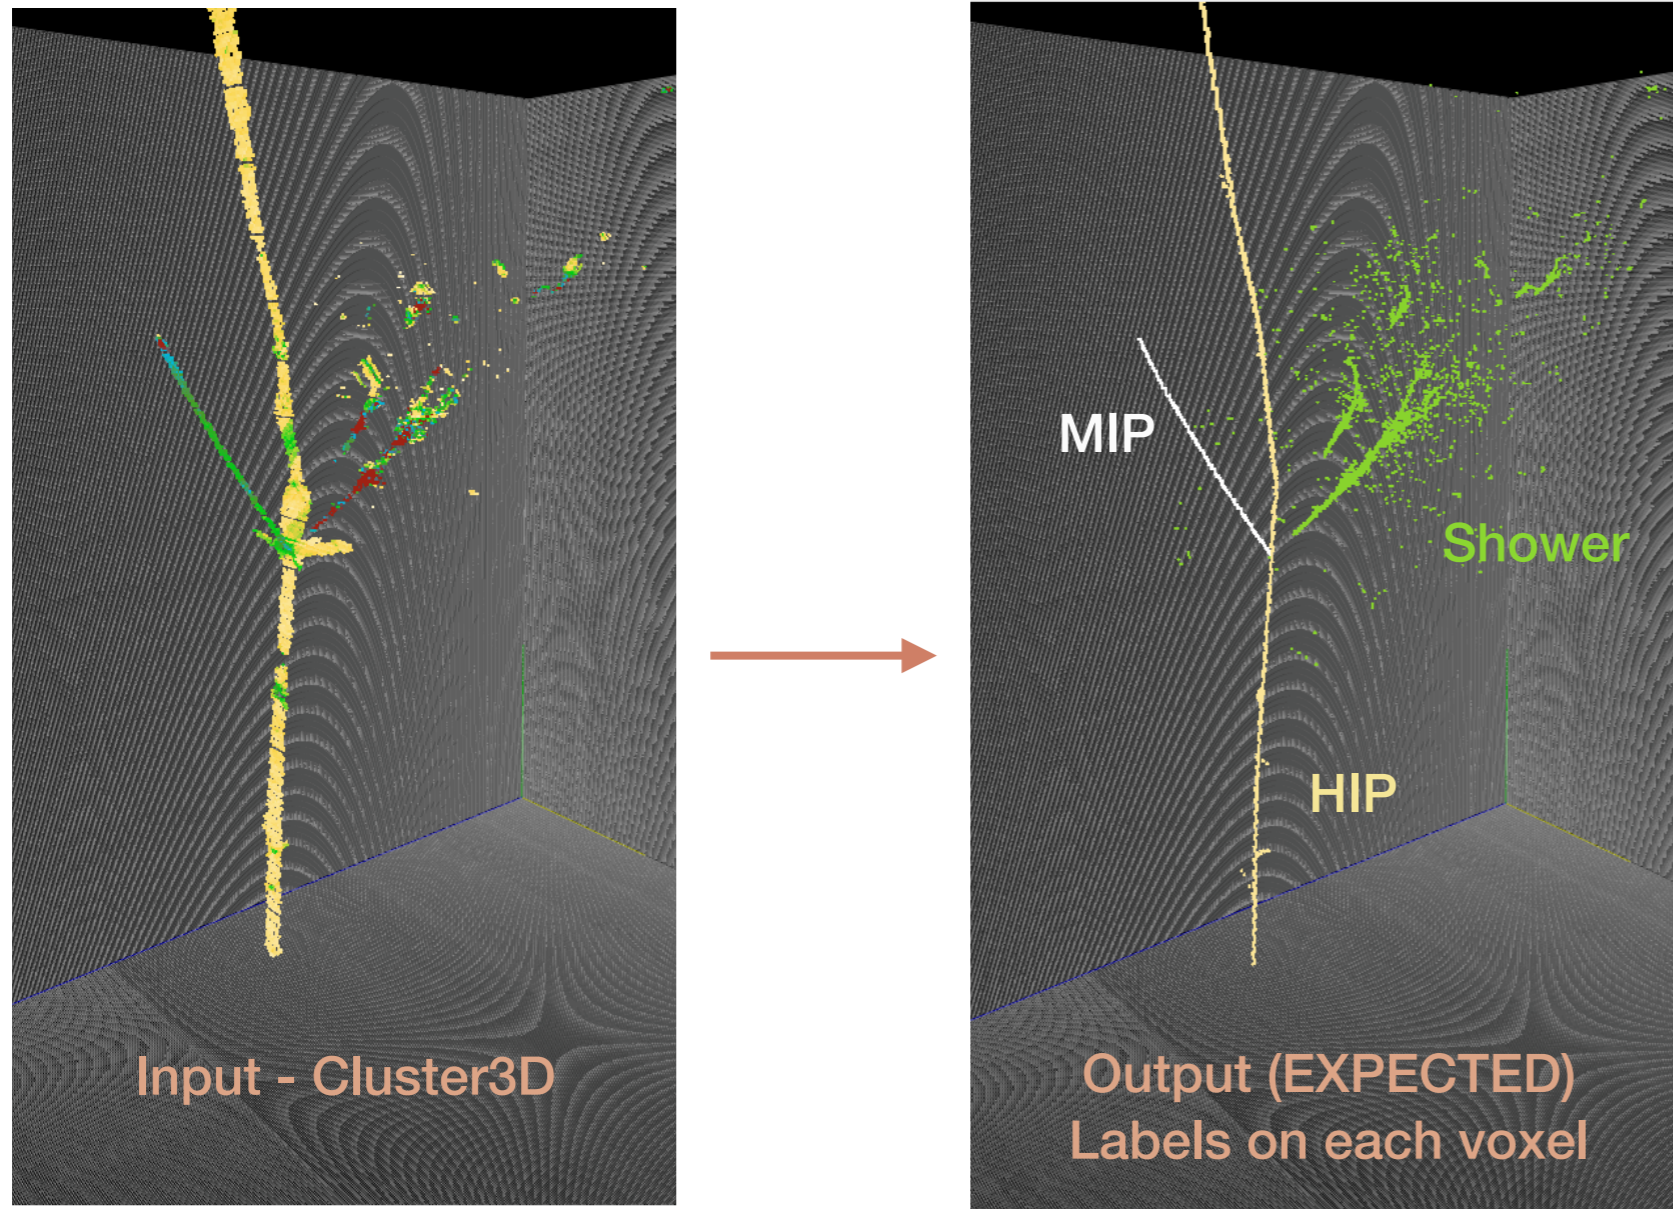 MIP
Shower
HIP
Input - Cluster3D
Output (EXPECTED)
Labels on each voxel